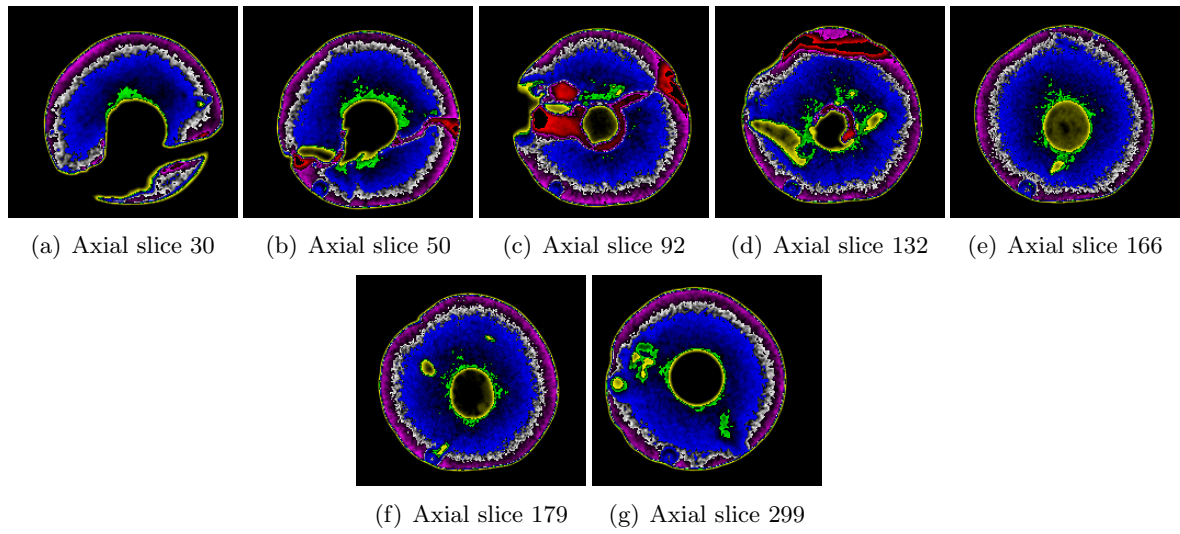 (a) Axial slice 30
(b) Axial slice 50
(c) Axial slice 92
(d) Axial slice 132
(e) Axial slice 166
(f) Axial slice 179
(g) Axial slice 299